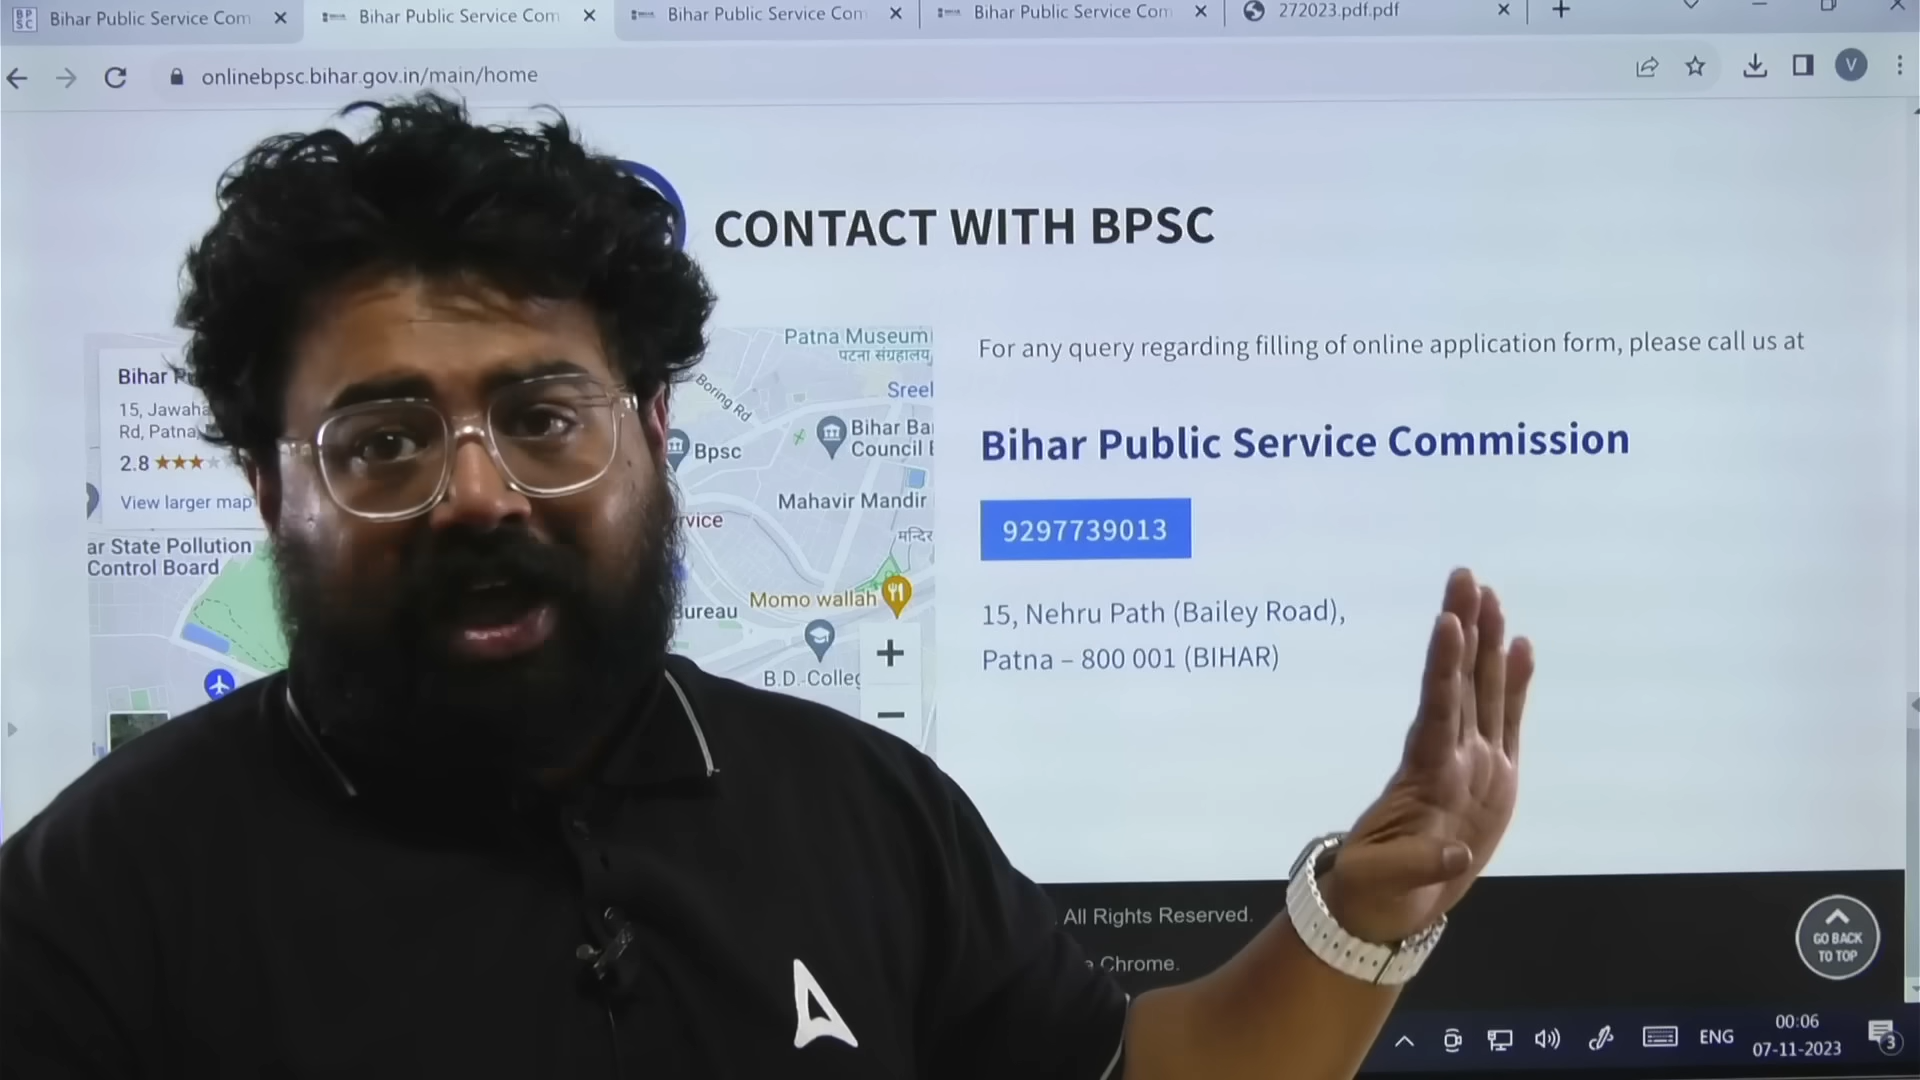 Bihar Public Service Com
Bihar Public Service Com
Bihar Public Service Com
Bihar Public Service Com
272023.pdf.pdf
onlinebpsc.bihar.gov.in/main/home
V
CONTACT WITH BPSC
Bihar
15, Jawaha
Rd, Patna,
2.8
View larger map
ar State Pollution
Control Board
Patna Museum
पटना संग्रहालय
Sreel
Boring Rd
Bihar Ba
Council
Bpsc
Mahavir Mandir
मन्दिर
rvice
Momo wallah
Bureau
B.D. Colle
For any query regarding filling of online application form, please call us at
Bihar Public Service Commission
9297739013
15, Nehru Path (Bailey Road),
Patna – 800 001 (BIHAR)
All Rights Reserved.
Chrome.
GO BACK
TO TOP
ENG
00:06
07-11-2023
3